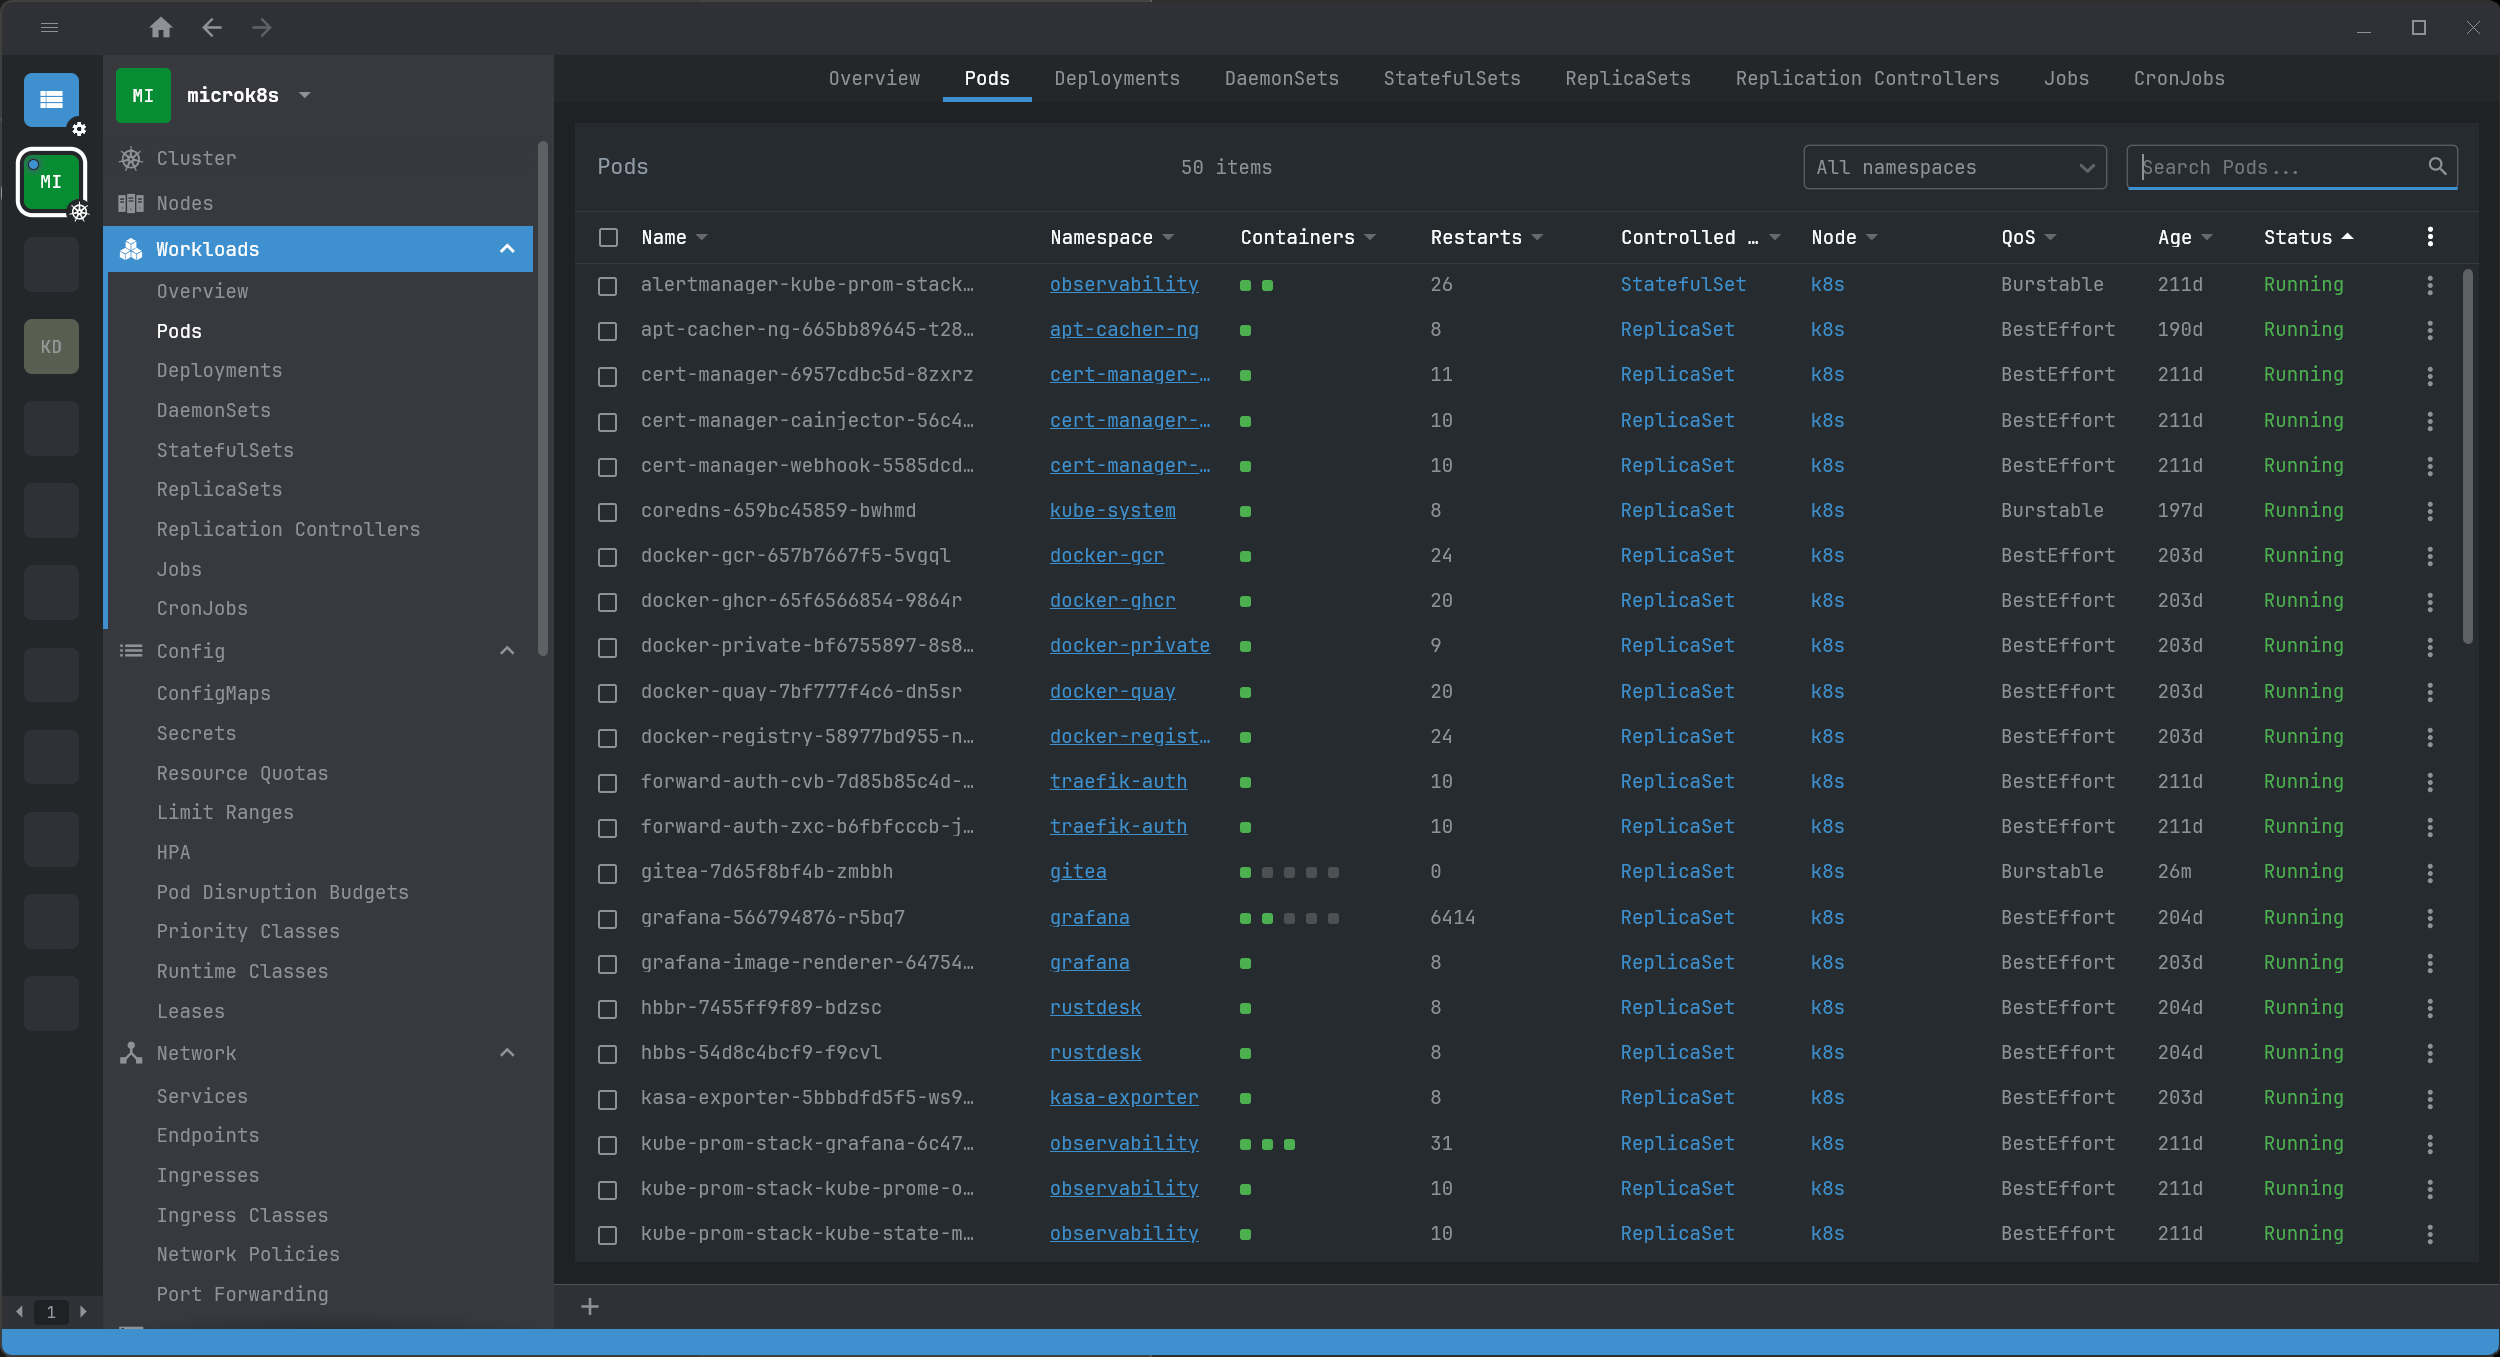 MI
microk8s
Overview
Pods
Deployments
DaemonSets
StatefulSets
ReplicaSets
Replication Controllers
Jobs
CronJobs
MI
KD
1
Cluster
Nodes
Workloads
Overview
Pods
Deployments
DaemonSets
StatefulSets
ReplicaSets
Replication Controllers
Jobs
CronJobs
Config
ConfigMaps
Secrets
Resource Quotas
Limit Ranges
HPA
Pod Disruption Budgets
Priority Classes
Runtime Classes
Leases
Network
Services
Endpoints
Ingresses
Ingress Classes
Network Policies
Port Forwarding
Pods 50 items All namespaces Search Pods...
Name Namespace Containers Restarts Controlled … Node QoS Age Status
alertmanager-kube-prom-stack… observability 26 StatefulSet k8s Burstable 211d Running
apt-cacher-ng-665bb89645-t28… apt-cacher-ng 8 ReplicaSet k8s BestEffort 190d Running
cert-manager-6957cdbc5d-8zxrz cert-manager-… 11 ReplicaSet k8s BestEffort 211d Running
cert-manager-cainjector-56c4… cert-manager-… 10 ReplicaSet k8s BestEffort 211d Running
cert-manager-webhook-5585dcd… cert-manager-… 10 ReplicaSet k8s BestEffort 211d Running
coredns-659bc45859-bwhmd kube-system 8 ReplicaSet k8s Burstable 197d Running
docker-gcr-657b7667f5-5vgql docker-gcr 24 ReplicaSet k8s BestEffort 203d Running
docker-ghcr-65f6566854-9864r docker-ghcr 20 ReplicaSet k8s BestEffort 203d Running
docker-private-bf6755897-8s8… docker-private 9 ReplicaSet k8s BestEffort 203d Running
docker-quay-7bf777f4c6-dn5sr docker-quay 20 ReplicaSet k8s BestEffort 203d Running
docker-registry-58977bd955-n… docker-regist… 24 ReplicaSet k8s BestEffort 203d Running
forward-auth-cvb-7d85b85c4d-… traefik-auth 10 ReplicaSet k8s BestEffort 211d Running
forward-auth-zxc-b6fbfcccb-j… traefik-auth 10 ReplicaSet k8s BestEffort 211d Running
gitea-7d65f8bf4b-zmbbh gitea 0 ReplicaSet k8s Burstable 26m Running
grafana-566794876-r5bq7 grafana 6414 ReplicaSet k8s BestEffort 204d Running
grafana-image-renderer-64754… grafana 8 ReplicaSet k8s BestEffort 203d Running
hbbr-7455ff9f89-bdzsc rustdesk 8 ReplicaSet k8s BestEffort 204d Running
hbbs-54d8c4bcf9-f9cvl rustdesk 8 ReplicaSet k8s BestEffort 204d Running
kasa-exporter-5bbbdfd5f5-ws9… kasa-exporter 8 ReplicaSet k8s BestEffort 203d Running
kube-prom-stack-grafana-6c47… observability 31 ReplicaSet k8s BestEffort 211d Running
kube-prom-stack-kube-prome-o… observability 10 ReplicaSet k8s BestEffort 211d Running
kube-prom-stack-kube-state-m… observability 10 ReplicaSet k8s BestEffort 211d Running